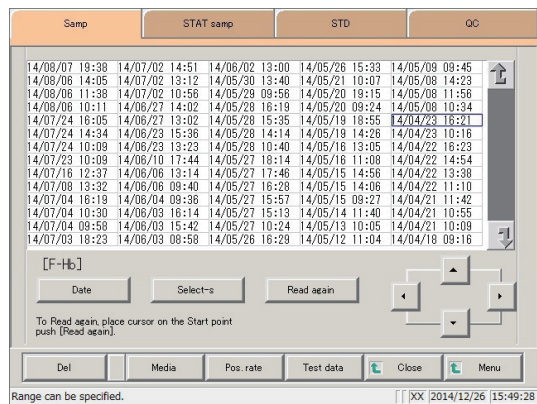 Samp STAT samp STD QC
14/08/07 19:38 14/07/02 14:51 14/06/02 13:00 14/05/26 15:33 14/05/09 09:45
14/08/06 14:05 14/07/02 13:12 14/05/30 13:40 14/05/21 10:07 14/05/08 14:23
14/08/06 11:38 14/07/02 10:56 14/05/29 09:56 14/05/20 19:15 14/05/08 11:56
14/08/06 10:11 14/06/27 14:02 14/05/28 16:19 14/05/20 09:24 14/05/08 10:34
14/07/24 16:05 14/06/27 13:02 14/05/28 15:35 14/05/19 18:55 14/04/23 16:21
14/07/24 14:34 14/06/23 15:36 14/05/28 14:14 14/05/19 14:26 14/04/23 10:16
14/07/24 10:09 14/06/23 13:23 14/05/28 10:40 14/05/16 13:05 14/04/22 16:23
14/07/23 10:09 14/06/10 17:44 14/05/27 18:14 14/05/16 11:08 14/04/22 14:54
14/07/16 12:37 14/06/06 13:14 14/05/27 17:46 14/05/15 14:56 14/04/22 13:38
14/07/08 13:32 14/06/06 09:40 14/05/27 16:28 14/05/15 14:06 14/04/22 11:10
14/07/04 16:19 14/06/04 09:36 14/05/27 15:57 14/05/15 09:27 14/04/21 11:42
14/07/04 10:30 14/06/03 16:14 14/05/27 15:13 14/05/14 11:40 14/04/21 10:55
14/07/04 09:58 14/06/03 15:42 14/05/27 10:24 14/05/13 10:05 14/04/21 10:09
14/07/03 18:23 14/06/03 08:58 14/05/26 16:29 14/05/12 11:04 14/04/18 09:16
[F-Hb]
Date Select-s Read again
To Read again, place cursor on the Start point
push [Read again].
Del Media Pos. rate Test data Close Menu
Range can be specified. XX 2014/12/26 15:49:28